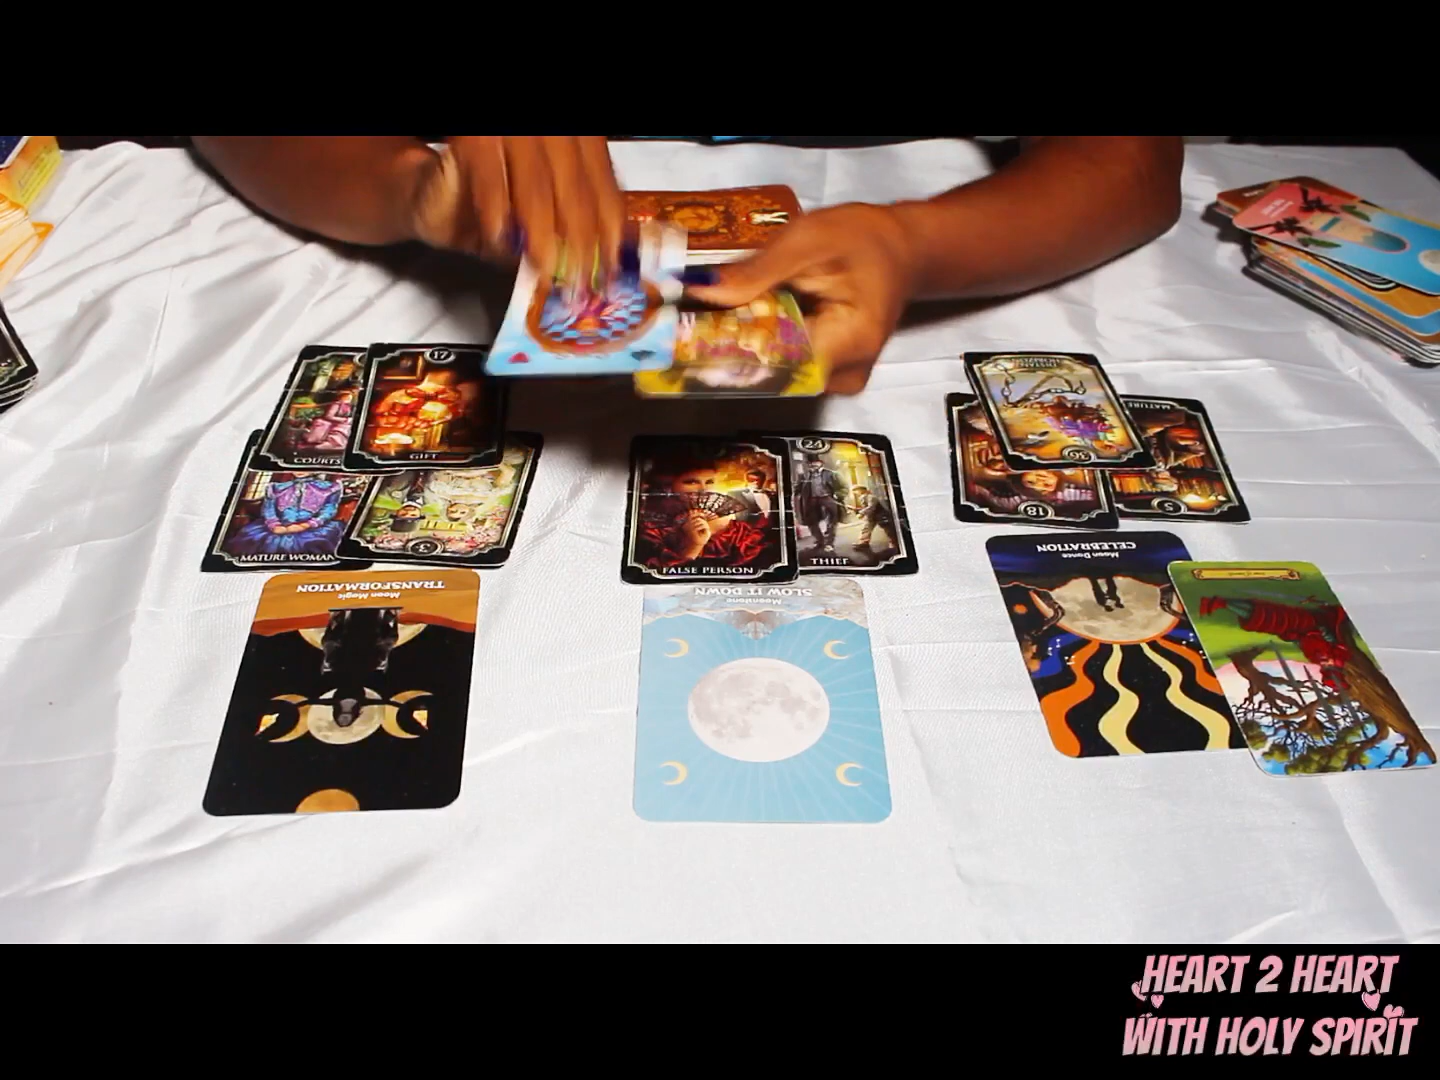 COURTS
17
GIFT
MATURE WOMAN
3
Moon Magic
TRANSFORMATION
FALSE PERSON
24
THIEF
Moonstone
SLOW IT DOWN
36
18
MATURE
5
Moon Dance
CELEBRATION
HEART 2 HEART
WITH HOLY SPIRIT